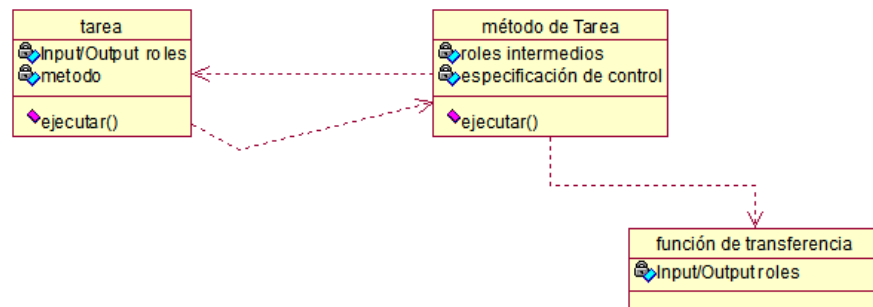 tarea
Input/Output roles
metodo
ejecutar()
método de Tarea
roles intermedios
especificación de control
ejecutar()
función de transferencia
Input/Output roles